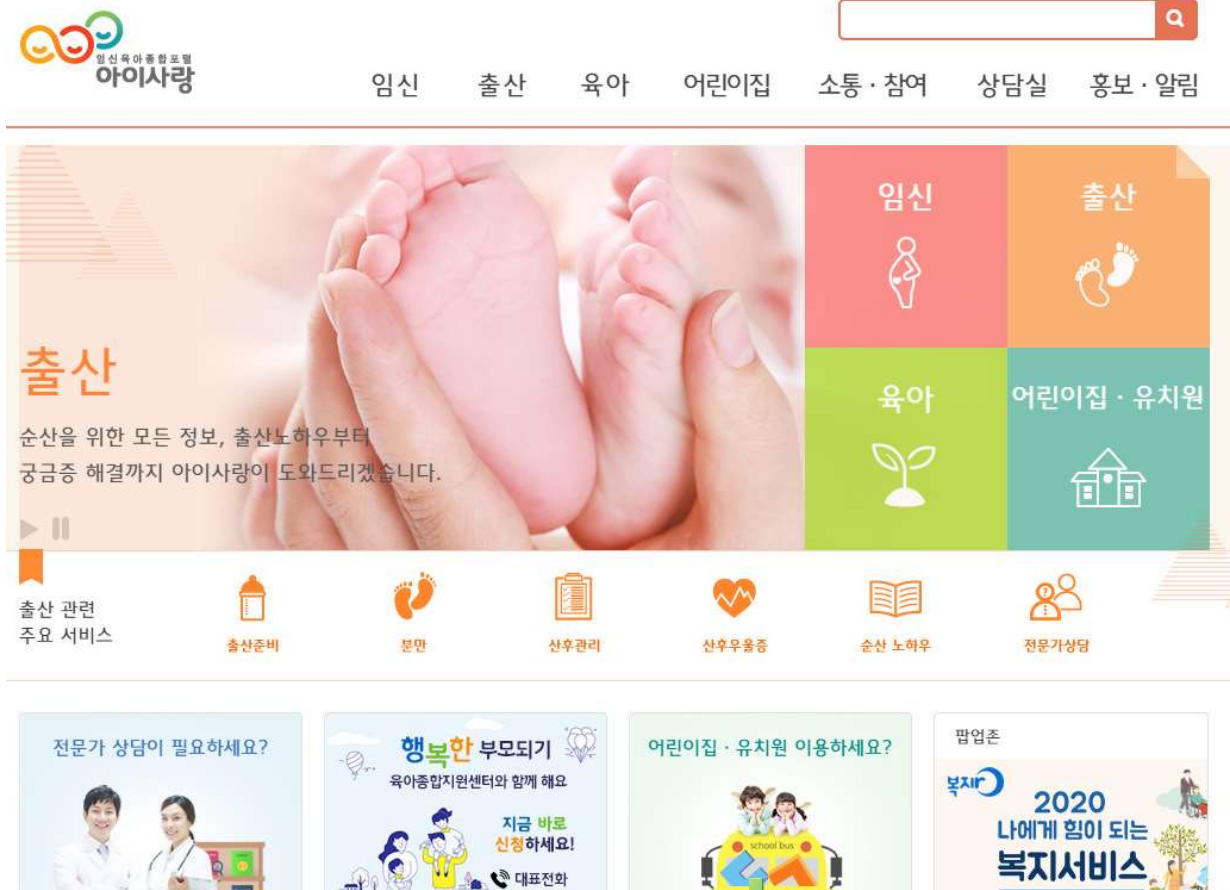 임신육아종합포털
아이사랑
임신 출산 육아 어린이집 소통·참여 상담실 홍보·알림
출산
순산을 위한 모든 정보, 출산노하우부터
궁금증 해결까지 아이사랑이 도와드리겠습니다.
임신
출산
육아
어린이집·유치원
출산 관련
주요 서비스
출산준비
분만
산후관리
산후우울증
순산 노하우
전문가상담
전문가 상담이 필요하세요?
행복한 부모되기
육아종합지원센터와 함께 해요
지금 바로
신청하세요!
대표전화
어린이집·유치원 이용하세요?
school bus
팝업존
복지로
2020
나에게 힘이 되는
복지서비스